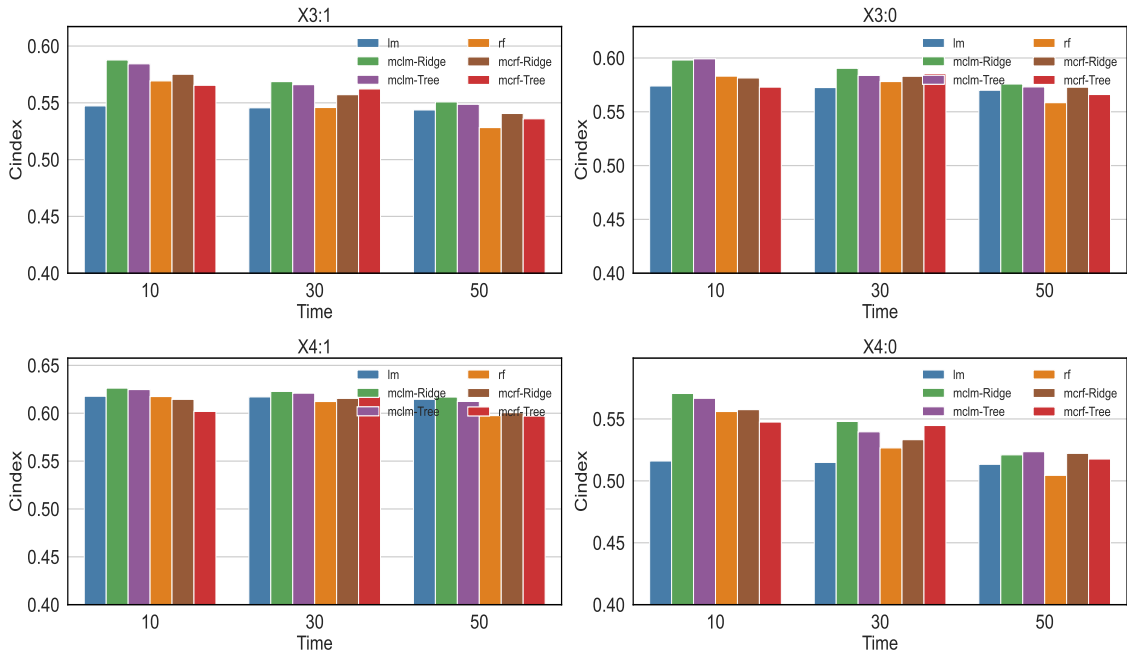 X3:1
lm
rf
mclm-Ridge
mcrf-Ridge
mclm-Tree
mcrf-Tree
Cindex
0.60
0.55
0.50
0.45
0.40
10
30
50
Time
X3:0
lm
rf
mclm-Ridge
mcrf-Ridge
mclm-Tree
mcrf-Tree
Cindex
0.60
0.55
0.50
0.45
0.40
10
30
50
Time
X4:1
lm
rf
mclm-Ridge
mcrf-Ridge
mclm-Tree
mcrf-Tree
Cindex
0.65
0.60
0.55
0.50
0.45
0.40
10
30
50
Time
X4:0
lm
rf
mclm-Ridge
mcrf-Ridge
mclm-Tree
mcrf-Tree
Cindex
0.55
0.50
0.45
0.40
10
30
50
Time